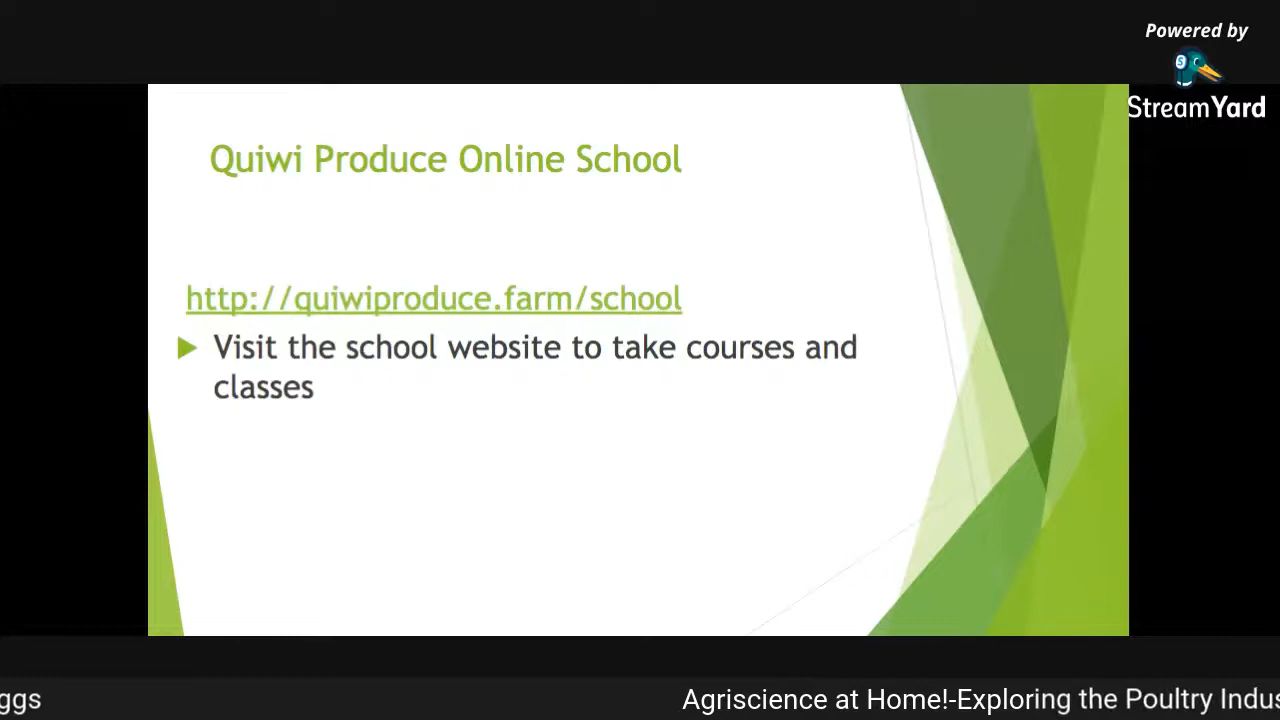 Powered by
StreamYard
Quiwi Produce Online School
http://quiwiproduce.farm/school
Visit the school website to take courses and
classes
ggs
Agriscience at Home!-Exploring the Poultry Indus